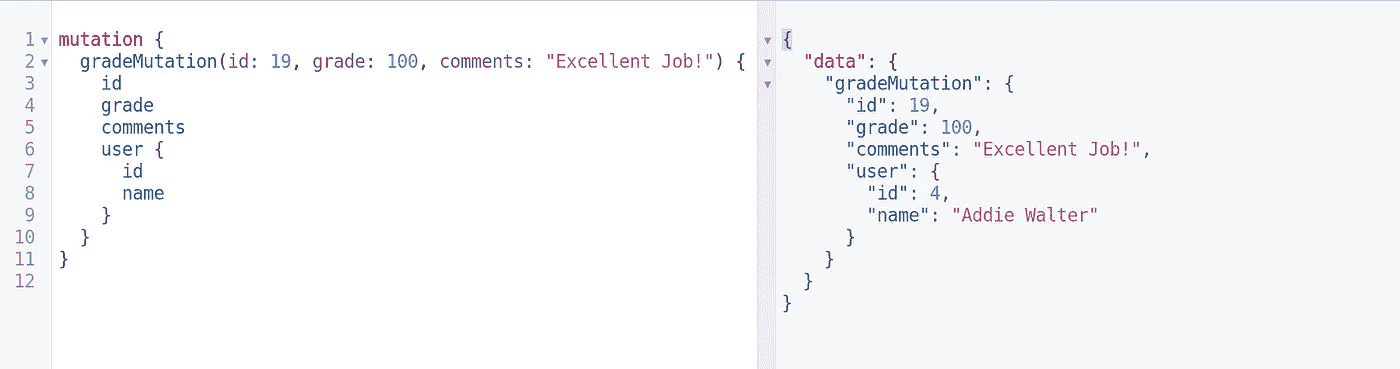 1 mutation {
2   gradeMutation(id: 19, grade: 100, comments: "Excellent Job!") {
3     id
4     grade
5     comments
6     user {
7       id
8       name
9     }
10   }
11 }
12
{
  "data": {
    "gradeMutation": {
      "id": 19,
      "grade": 100,
      "comments": "Excellent Job!",
      "user": {
        "id": 4,
        "name": "Addie Walter"
      }
    }
  }
}